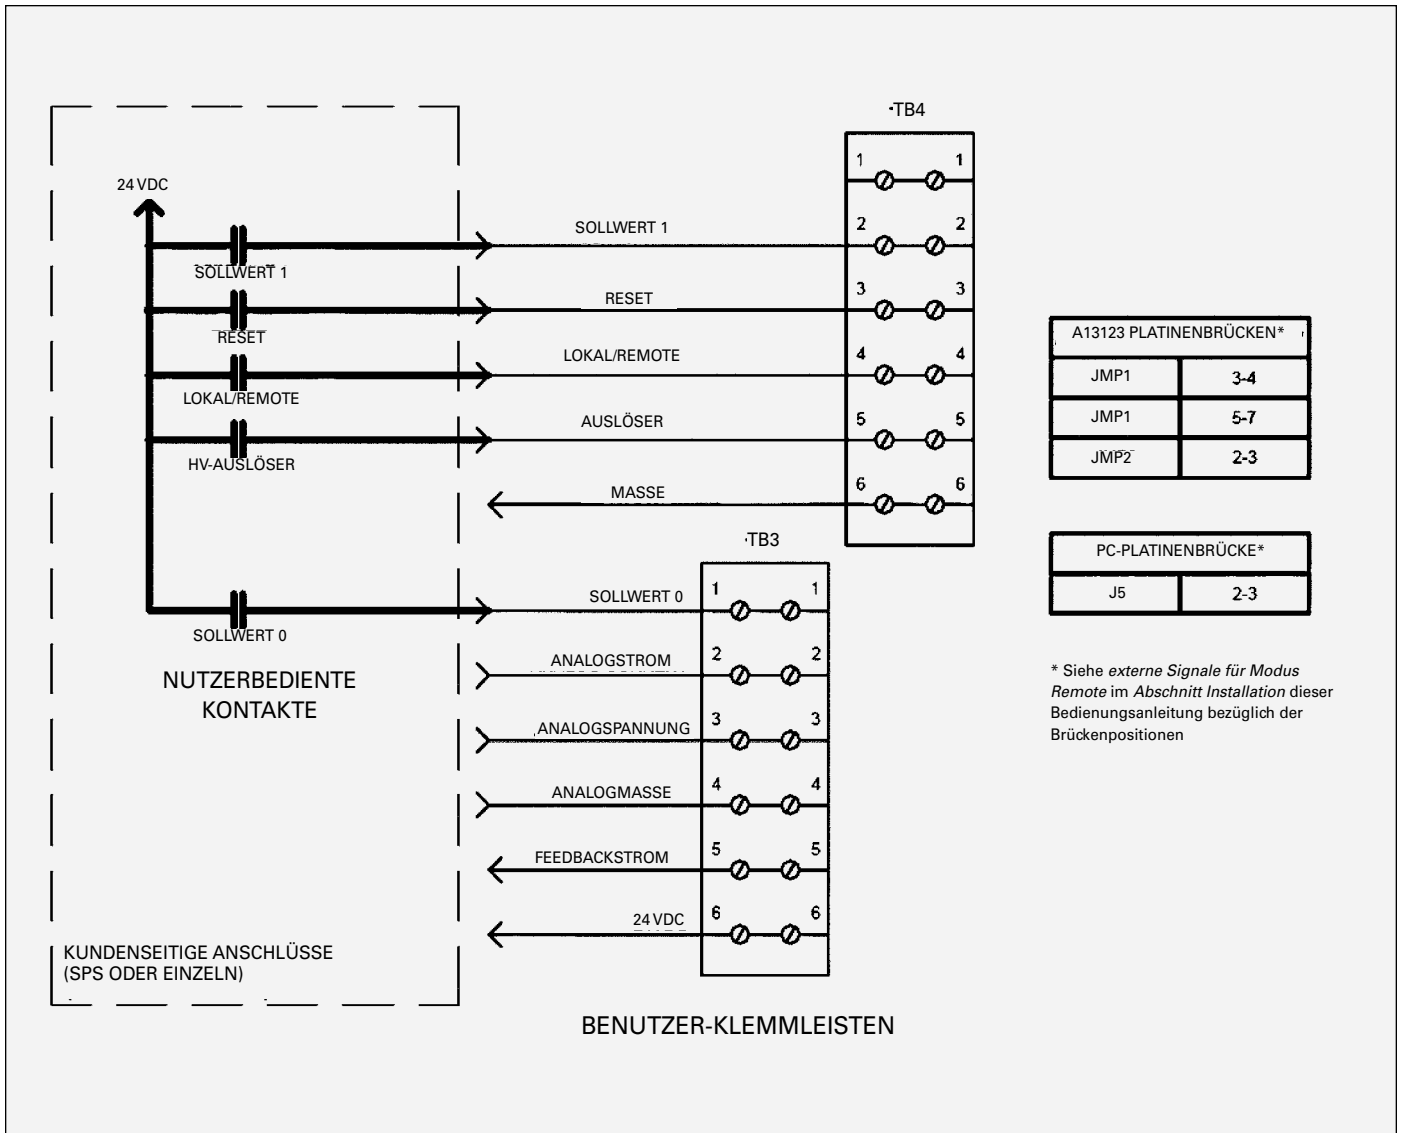 TB4
1 1
24 VDC
SOLLWERT 1
2 2
SOLLWERT 1
RESET
3 3
RESET
LOKAL/REMOTE
4 4
LOKAL/REMOTE
AUSLÖSER
5 5
HV-AUSLÖSER
MASSE
6 6
A13123 PLATINENBRÜCKEN*
JMP1 3-4
JMP1 5-7
JMP2 2-3
TB3
SOLLWERT 0
1 1
SOLLWERT 0
ANALOGSTROM
2 2
ANALOGSPANNUNG
3 3
ANALOGMASSE
4 4
FEEDBACKSTROM
5 5
24 VDC
6 6
PC-PLATINENBRÜCKE*
J5 2-3
* Siehe externe Signale für Modus
Remote im Abschnitt Installation dieser
Bedienungsanleitung bezüglich der
Brückenpositionen
NUTZERBEDIENTE
KONTAKTE
KUNDENSEITIGE ANSCHLÜSSE
(SPS ODER EINZELN)
BENUTZER-KLEMMLEISTEN